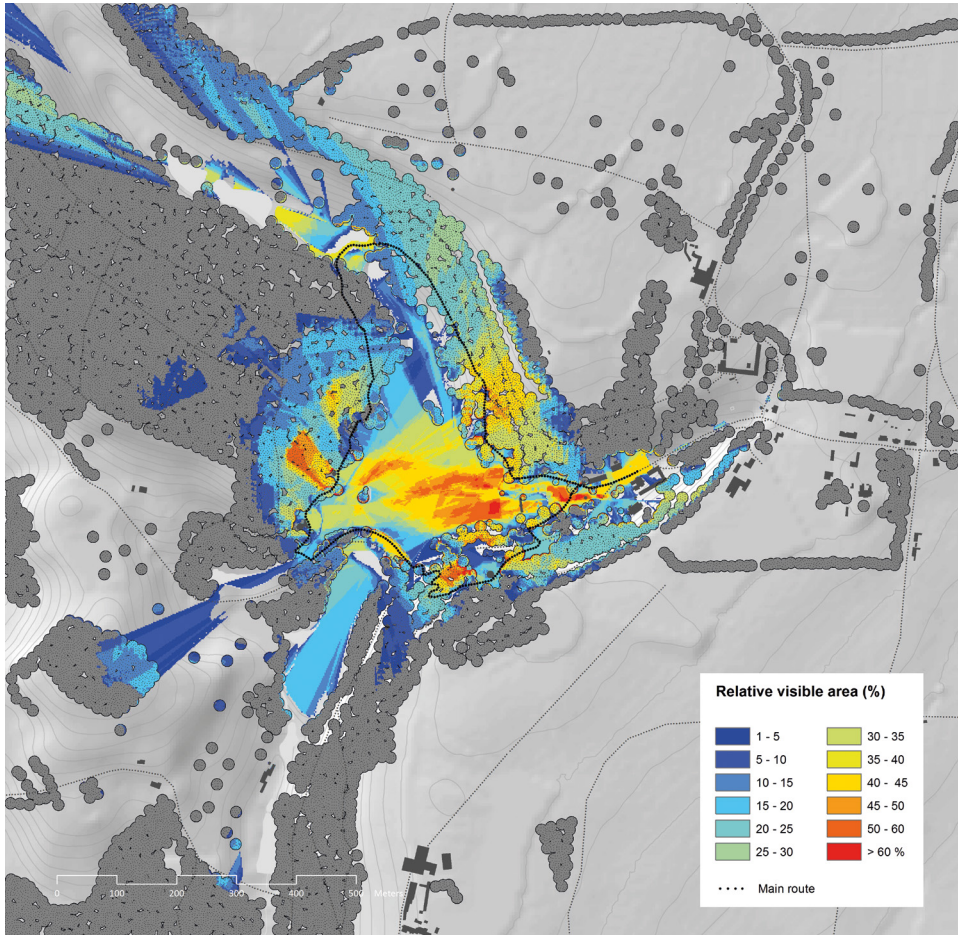 Relative visible area (%)
1 - 5
5 - 10
10 - 15
15 - 20
20 - 25
25 - 30
30 - 35
35 - 40
40 - 45
45 - 50
50 - 60
> 60 %
Main route
0 100 200 300 400 500 Meters